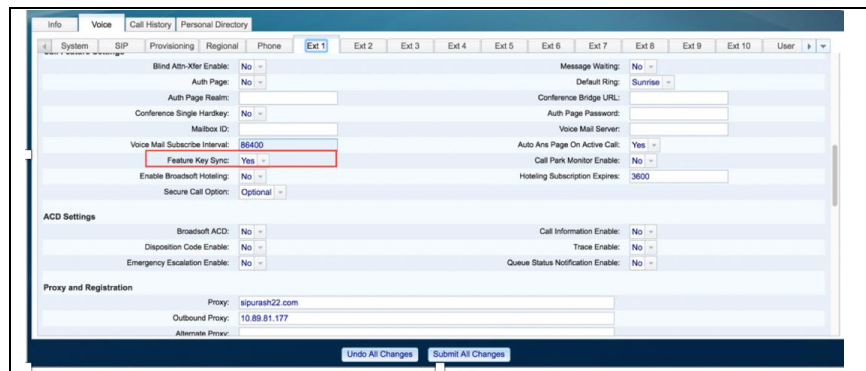 Info Voice Call History Personal Directory
System SIP Provisioning Regional Phone Ext 1 Ext 2 Ext 3 Ext 4 Ext 5 Ext 6 Ext 7 Ext 8 Ext 9 Ext 10 User
Blind Attn-Xfer Enable: No Message Waiting: No
Auth Page: No Default Ring: Sunrise
Auth Page Realm: Conference Bridge URL:
Conference Single Hardkey: No Auth Page Password:
Mailbox ID: Voice Mail Server:
Voice Mail Subscribe Interval: 86400 Auto Ans Page On Active Call: Yes
Feature Key Sync: Yes Call Park Monitor Enable: No
Enable Broadsoft Hoteling: No Hoteling Subscription Expires: 3600
Secure Call Option: Optional
ACD Settings
Broadsoft ACD: No Call Information Enable: No
Disposition Code Enable: No Trace Enable: No
Emergency Escalation Enable: No Queue Status Notification Enable: No
Proxy and Registration
Proxy: sipurash22.com
Outbound Proxy: 10.89.81.177
Alternate Proxy:
Undo All Changes Submit All Changes